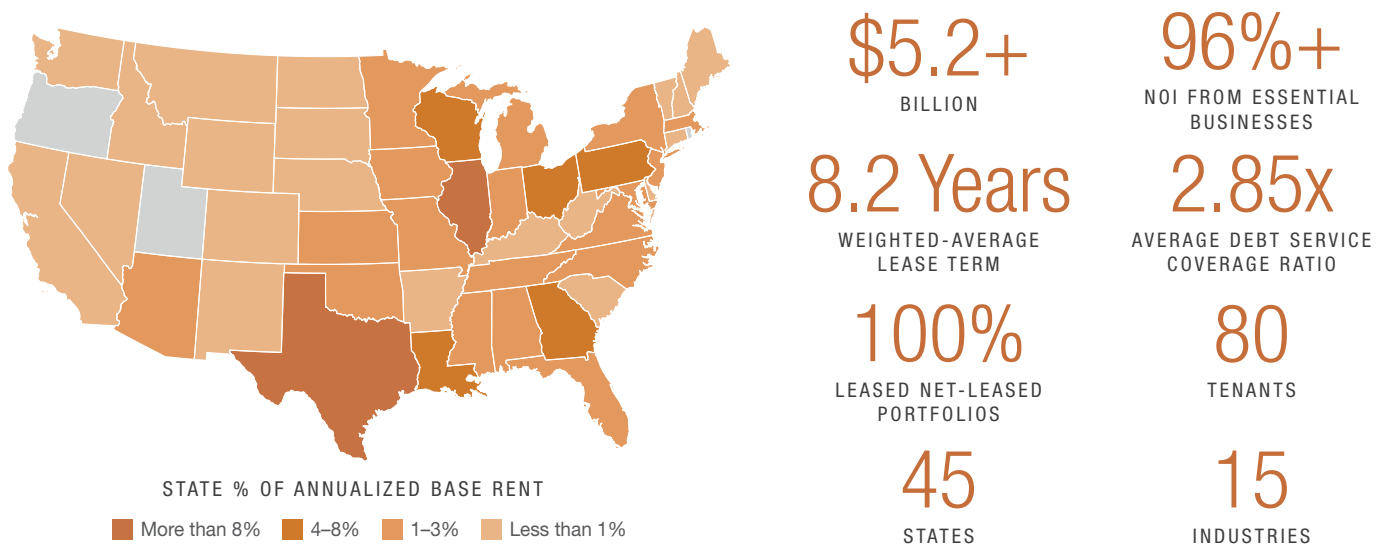 STATE % OF ANNUALIZED BASE RENT
More than 8%
4–8%
1–3%
Less than 1%
$5.2+
BILLION
96%+
NOI FROM ESSENTIAL
BUSINESSES
8.2 Years
WEIGHTED-AVERAGE
LEASE TERM
2.85x
AVERAGE DEBT SERVICE
COVERAGE RATIO
100%
LEASED NET-LEASED
PORTFOLIOS
80
TENANTS
45
STATES
15
INDUSTRIES